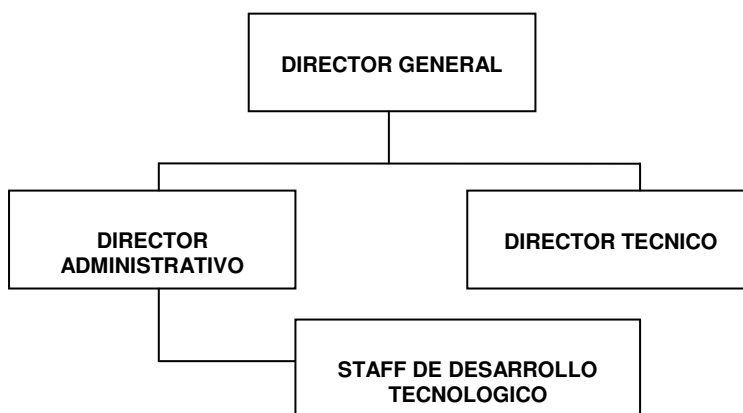 DIRECTOR GENERAL
DIRECTOR
ADMINISTRATIVO
DIRECTOR TECNICO
STAFF DE DESARROLLO
TECNOLOGICO